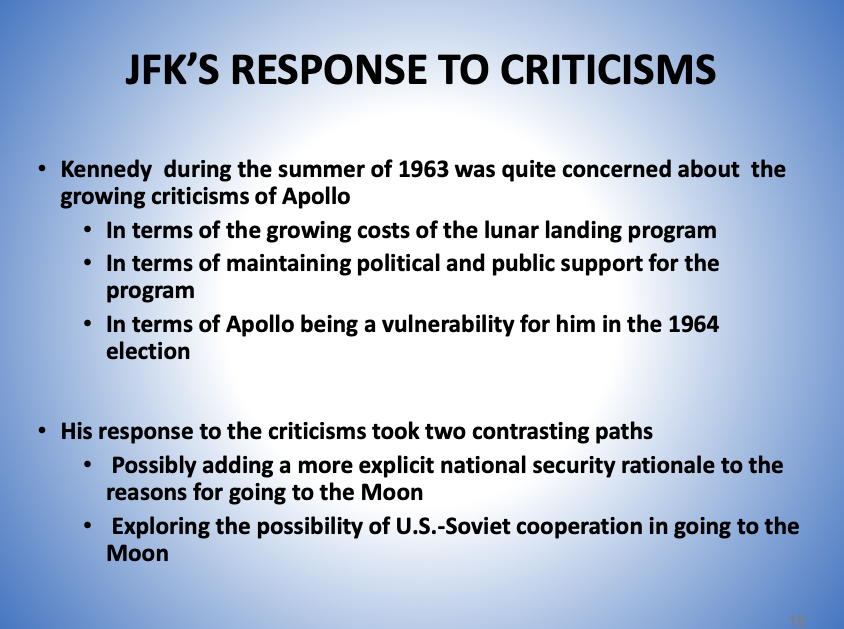 JFK’S RESPONSE TO CRITICISMS
• Kennedy  during the summer of 1963 was quite concerned about  the
growing criticisms of Apollo
• In terms of the growing costs of the lunar landing program
• In terms of maintaining political and public support for the
program
• In terms of Apollo being a vulnerability for him in the 1964
election
• His response to the criticisms took two contrasting paths
•  Possibly adding a more explicit national security rationale to the
reasons for going to the Moon
•  Exploring the possibility of U.S.-Soviet cooperation in going to the
Moon